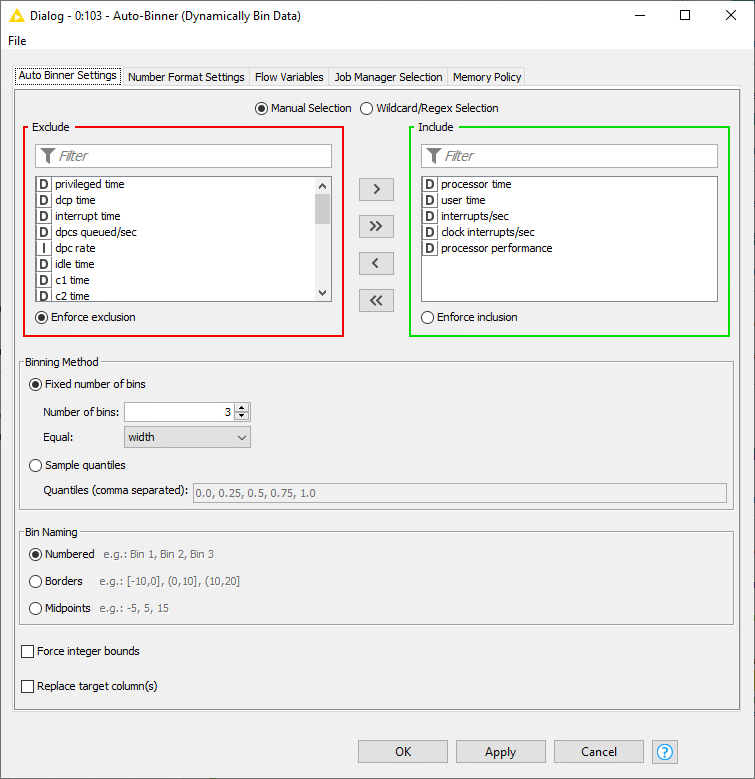 Dialog - 0:103 - Auto-Binner (Dynamically Bin Data)
File
Auto Binner Settings Number Format Settings Flow Variables Job Manager Selection Memory Policy
Manual Selection Wildcard/Regex Selection
Exclude
Filter
D privileged time
D dcp time
D interrupt time
D dpcs queued/sec
I dpc rate
D idle time
D c1 time
D c2 time
Enforce exclusion
>
>>
<
<<
Include
Filter
D processor time
D user time
D interrupts/sec
D clock interrupts/sec
D processor performance
Enforce inclusion
Binning Method
Fixed number of bins
Number of bins: 3
Equal: width
Sample quantiles
Quantiles (comma separated): 0.0, 0.25, 0.5, 0.75, 1.0
Bin Naming
Numbered e.g.: Bin 1, Bin 2, Bin 3
Borders e.g.: [-10,0], (0,10], (10,20]
Midpoints e.g.: -5, 5, 15
Force integer bounds
Replace target column(s)
OK Apply Cancel ?